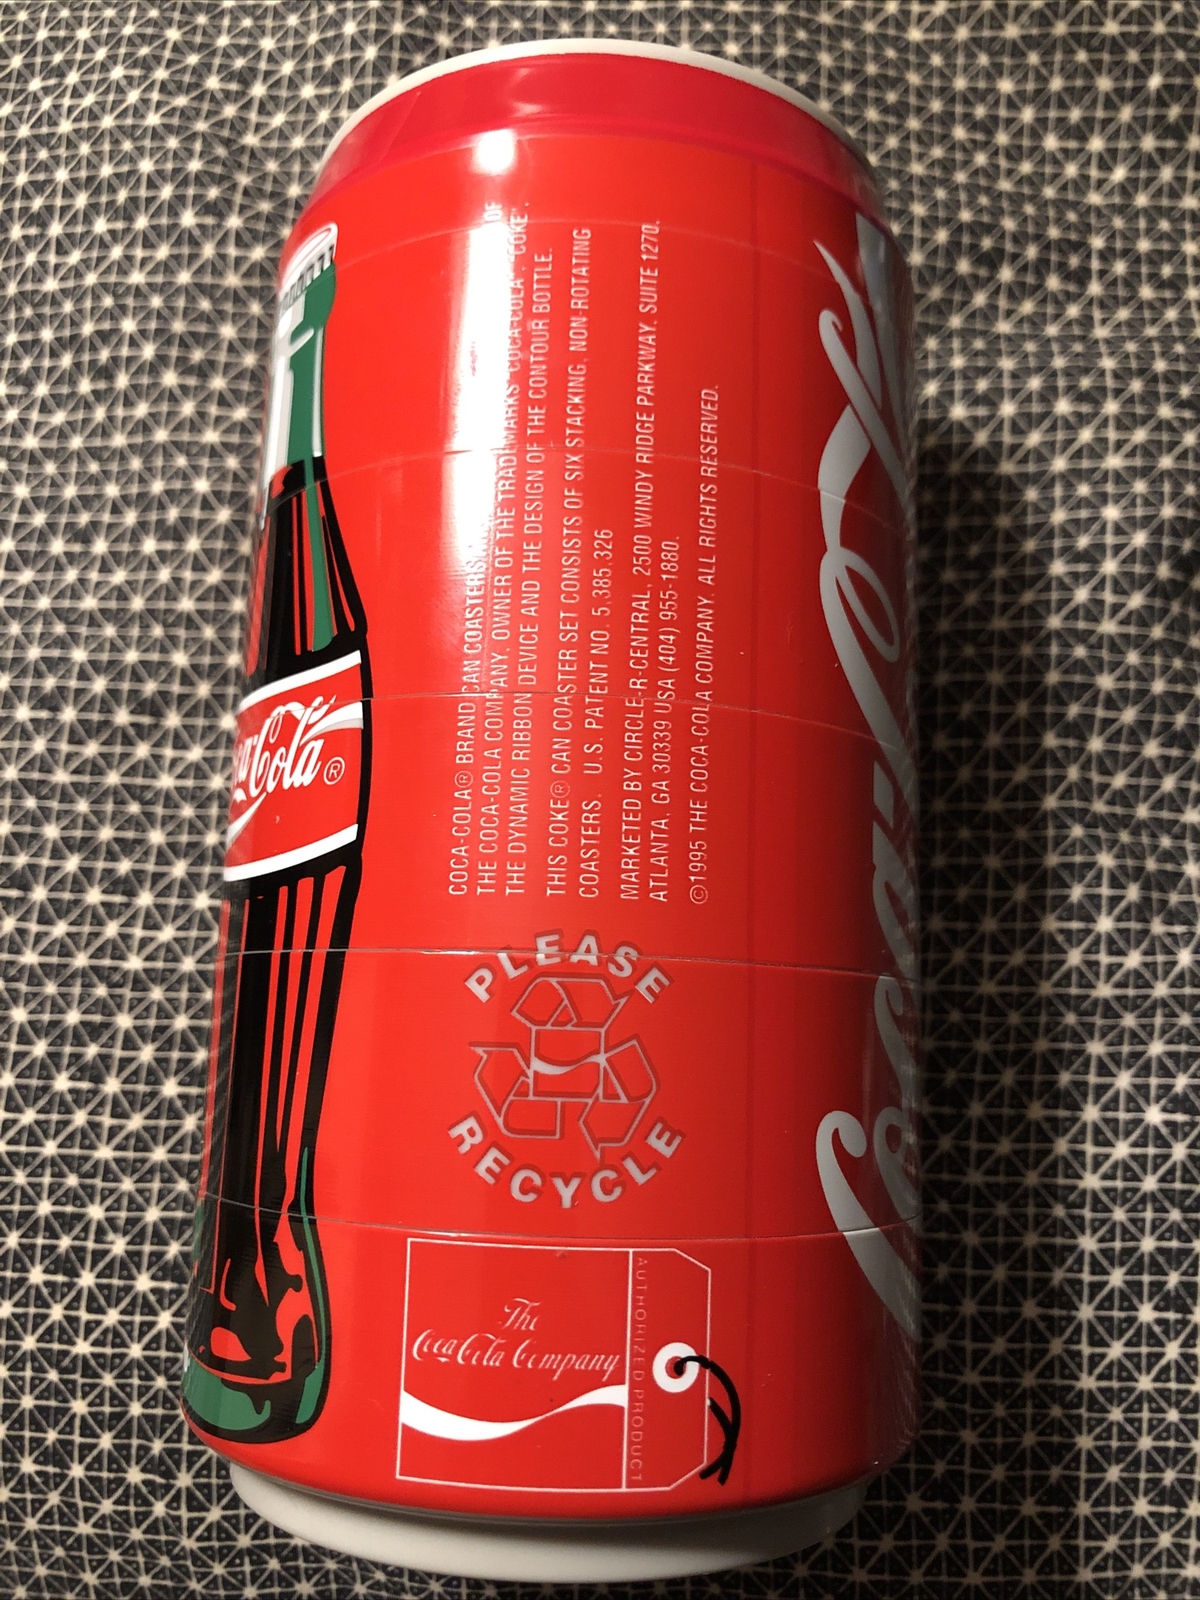 COCA-COLA® BRAND CAN COASTERS
THE COCA-COLA COMPANY, OWNER OF THE TRADEMARKS "COCA-COLA", "COKE",
THE DYNAMIC RIBBON DEVICE AND THE DESIGN OF THE CONTOUR BOTTLE.
THIS COKE® CAN COASTER SET CONSISTS OF SIX STACKING, NON-ROTATING
COASTERS. U.S. PATENT NO. 5,385,326
MARKETED BY CIRCLE-R-CENTRAL, 2500 WINDY RIDGE PARKWAY, SUITE 1270,
ATLANTA, GA 30339 USA (404) 955-1880.
©1995 THE COCA-COLA COMPANY. ALL RIGHTS RESERVED.
PLEASE
RECYCLE
The
Coca-Cola Company
AUTHORIZED PRODUCT
Coca-Cola ®
Coca-Cola